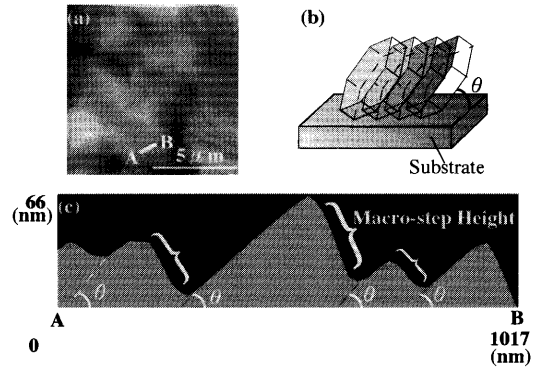 (a)
A B
5 μm
(b)
θ
Substrate
66
(nm)
(c)
Macro-step Height
θ θ θ θ
A B
0
1017
(nm)